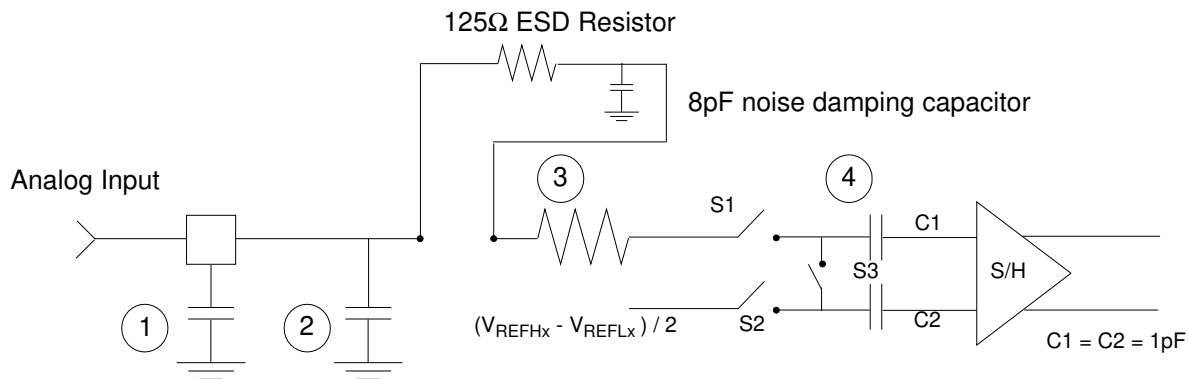 125Ω ESD Resistor
8pF noise damping capacitor
Analog Input
3
4
S1
C1
S3
S/H
1
2
(VREFHx - VREFLx) / 2
S2
C2
C1 = C2 = 1pF